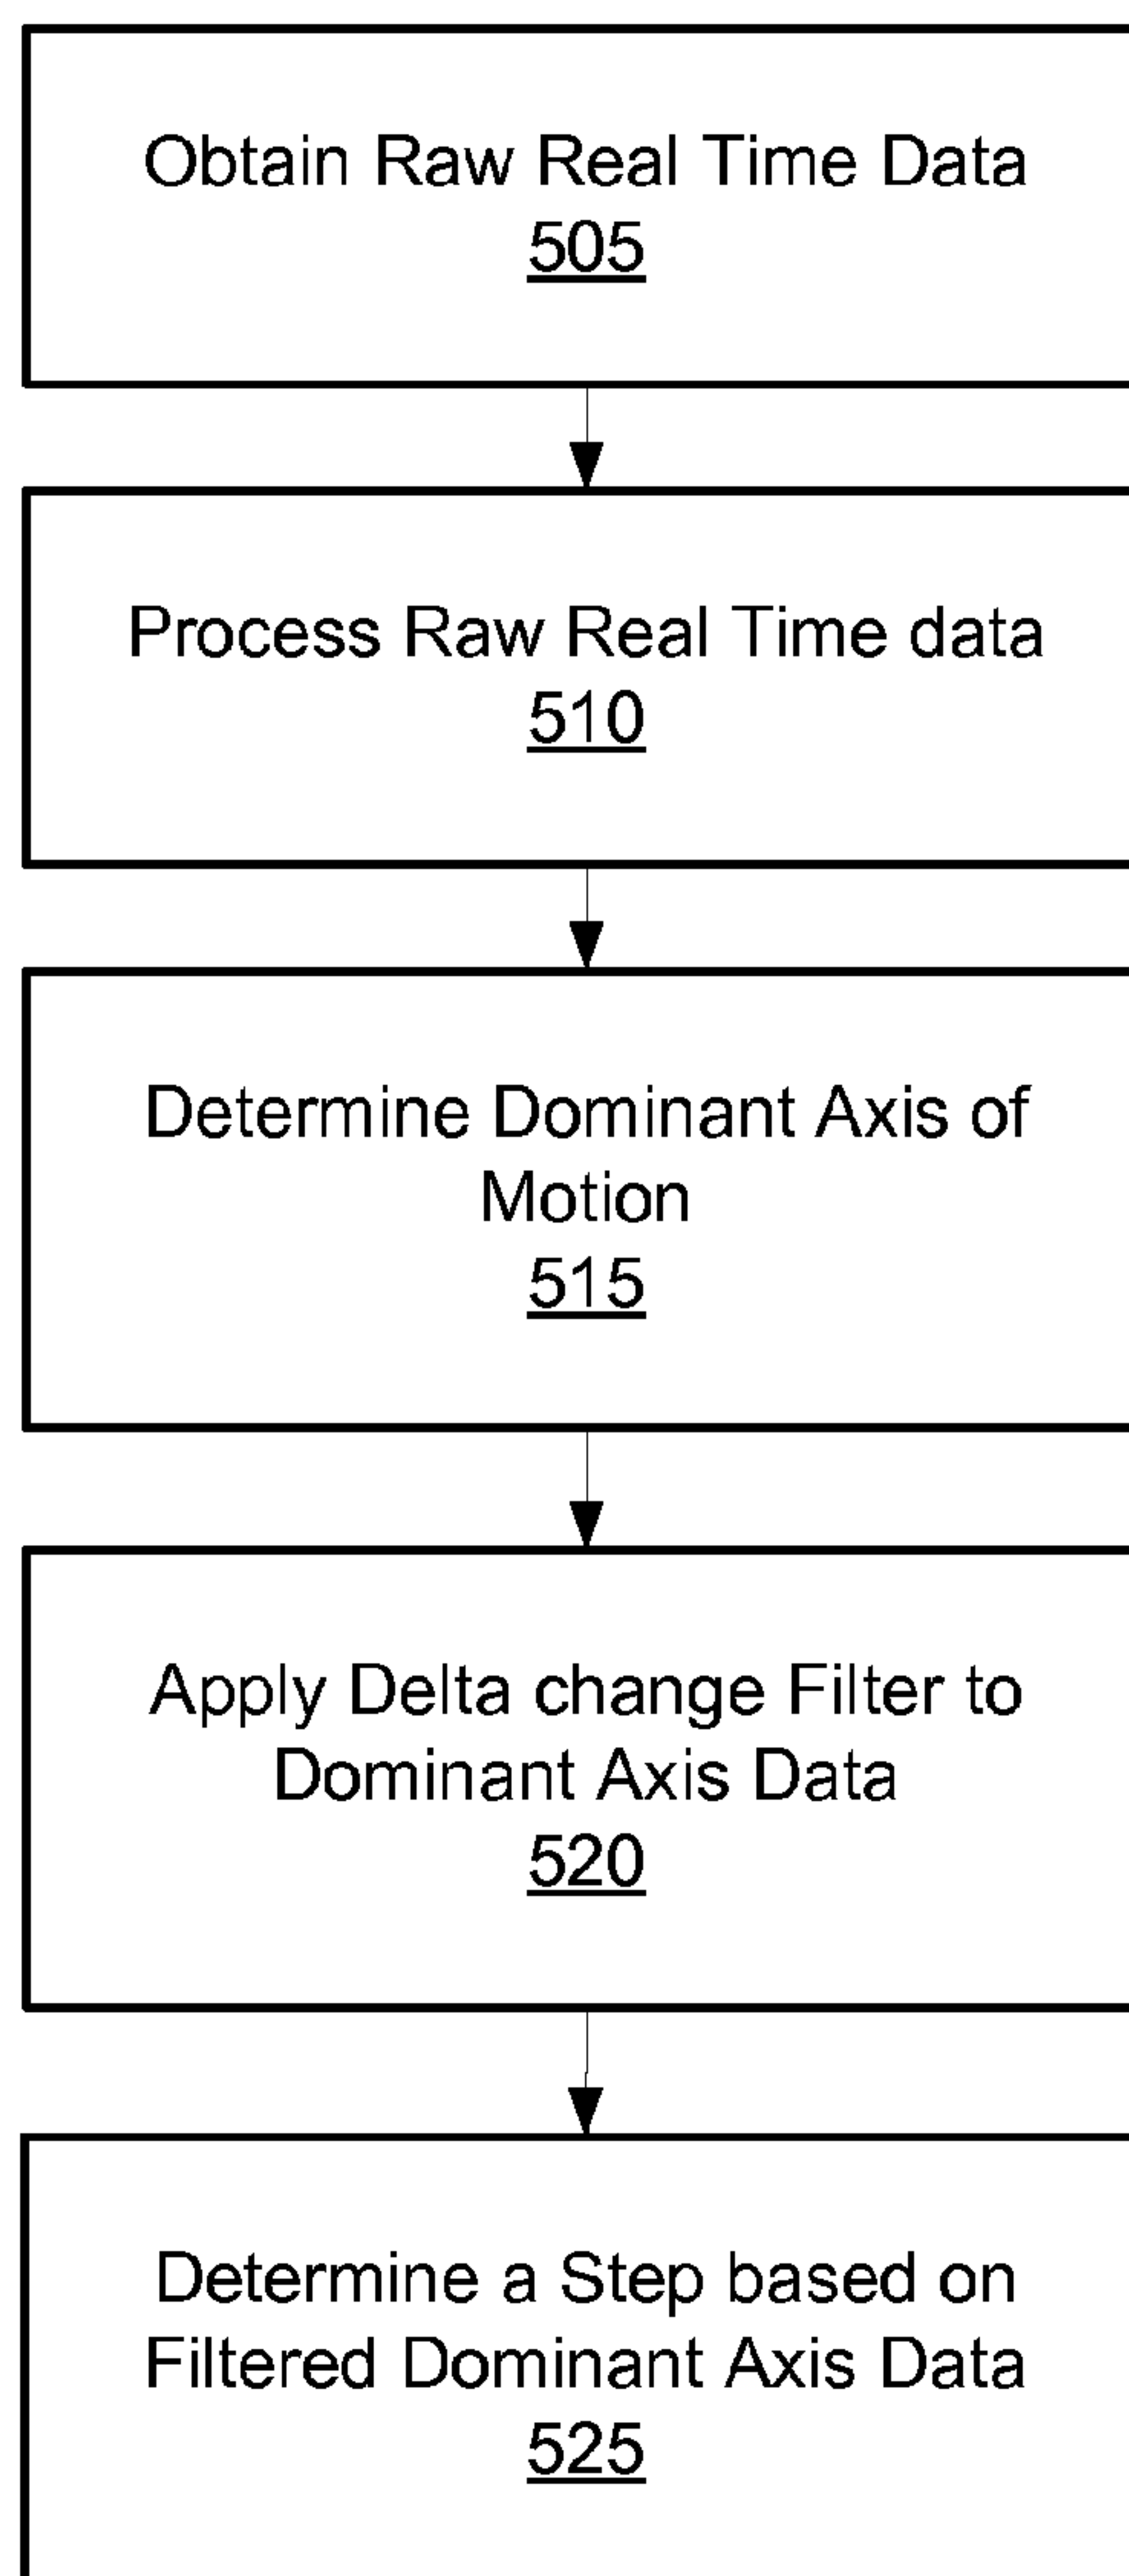 Obtain Raw Real Time Data
505
Process Raw Real Time data
510
Determine Dominant Axis of
Motion
515
Apply Delta change Filter to
Dominant Axis Data
520
Determine a Step based on
Filtered Dominant Axis Data
525